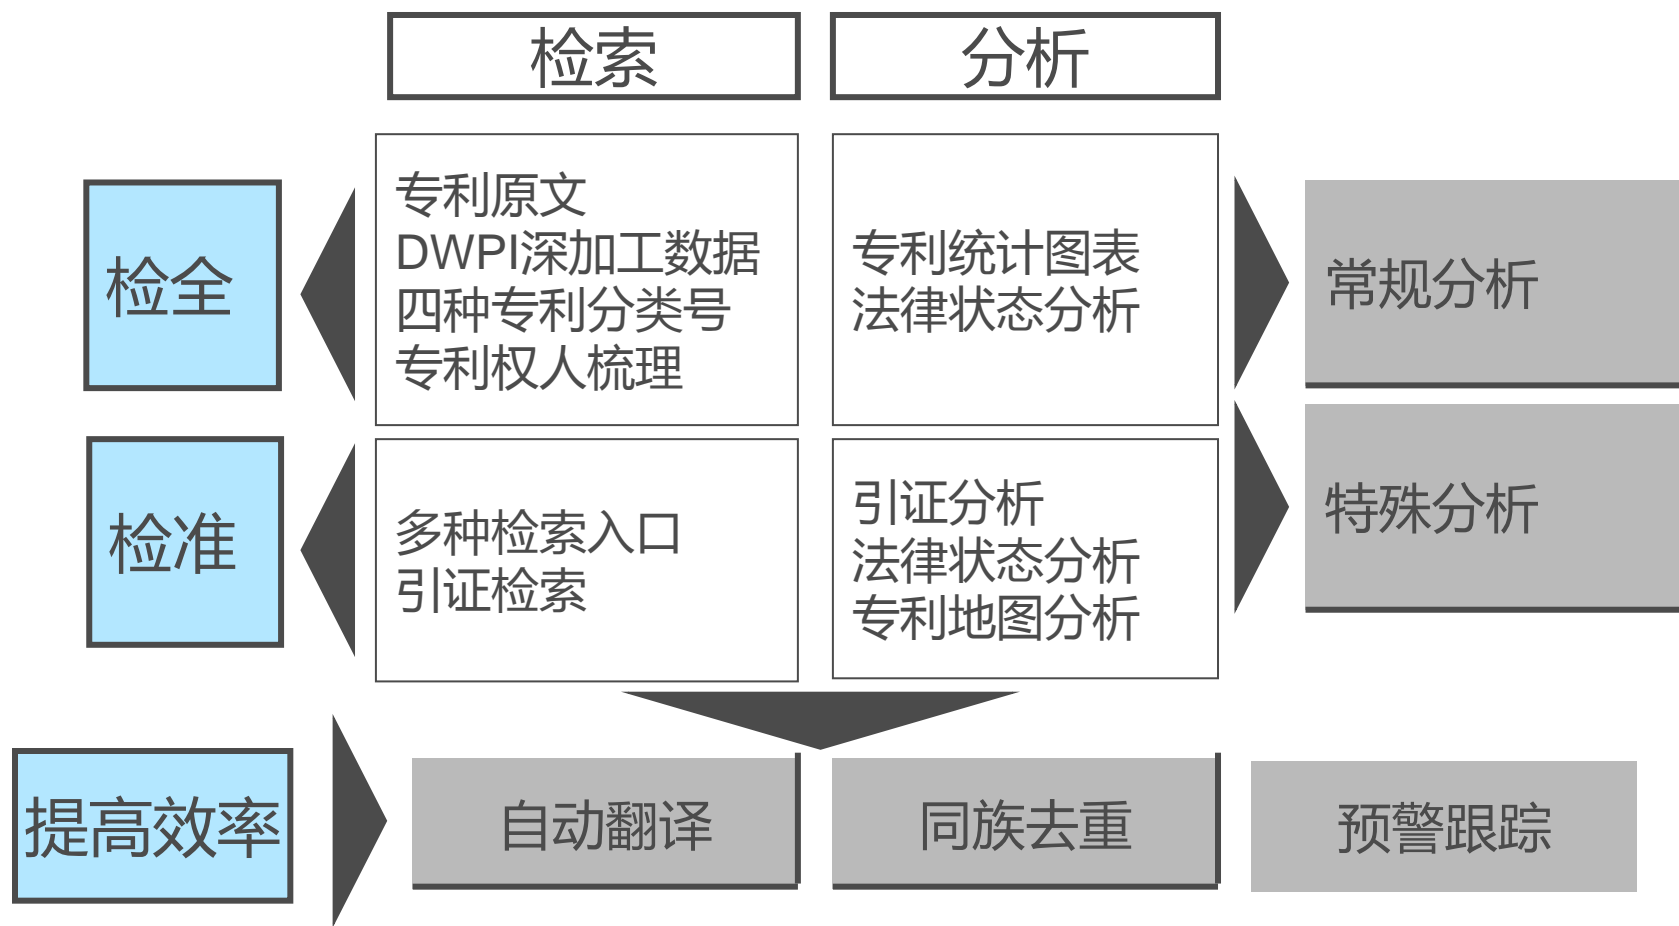 检索
分析
检全
专利原文
DWPI深加工数据
四种专利分类号
专利权人梳理
专利统计图表
法律状态分析
常规分析
检准
多种检索入口
引证检索
引证分析
法律状态分析
专利地图分析
特殊分析
提高效率
自动翻译
同族去重
预警跟踪